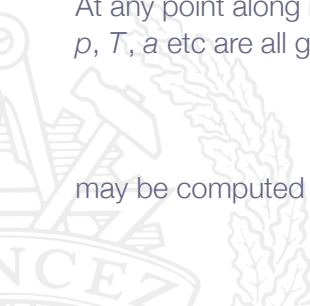 At any point along
p, T, a etc are all g
may be computed
NCEZ